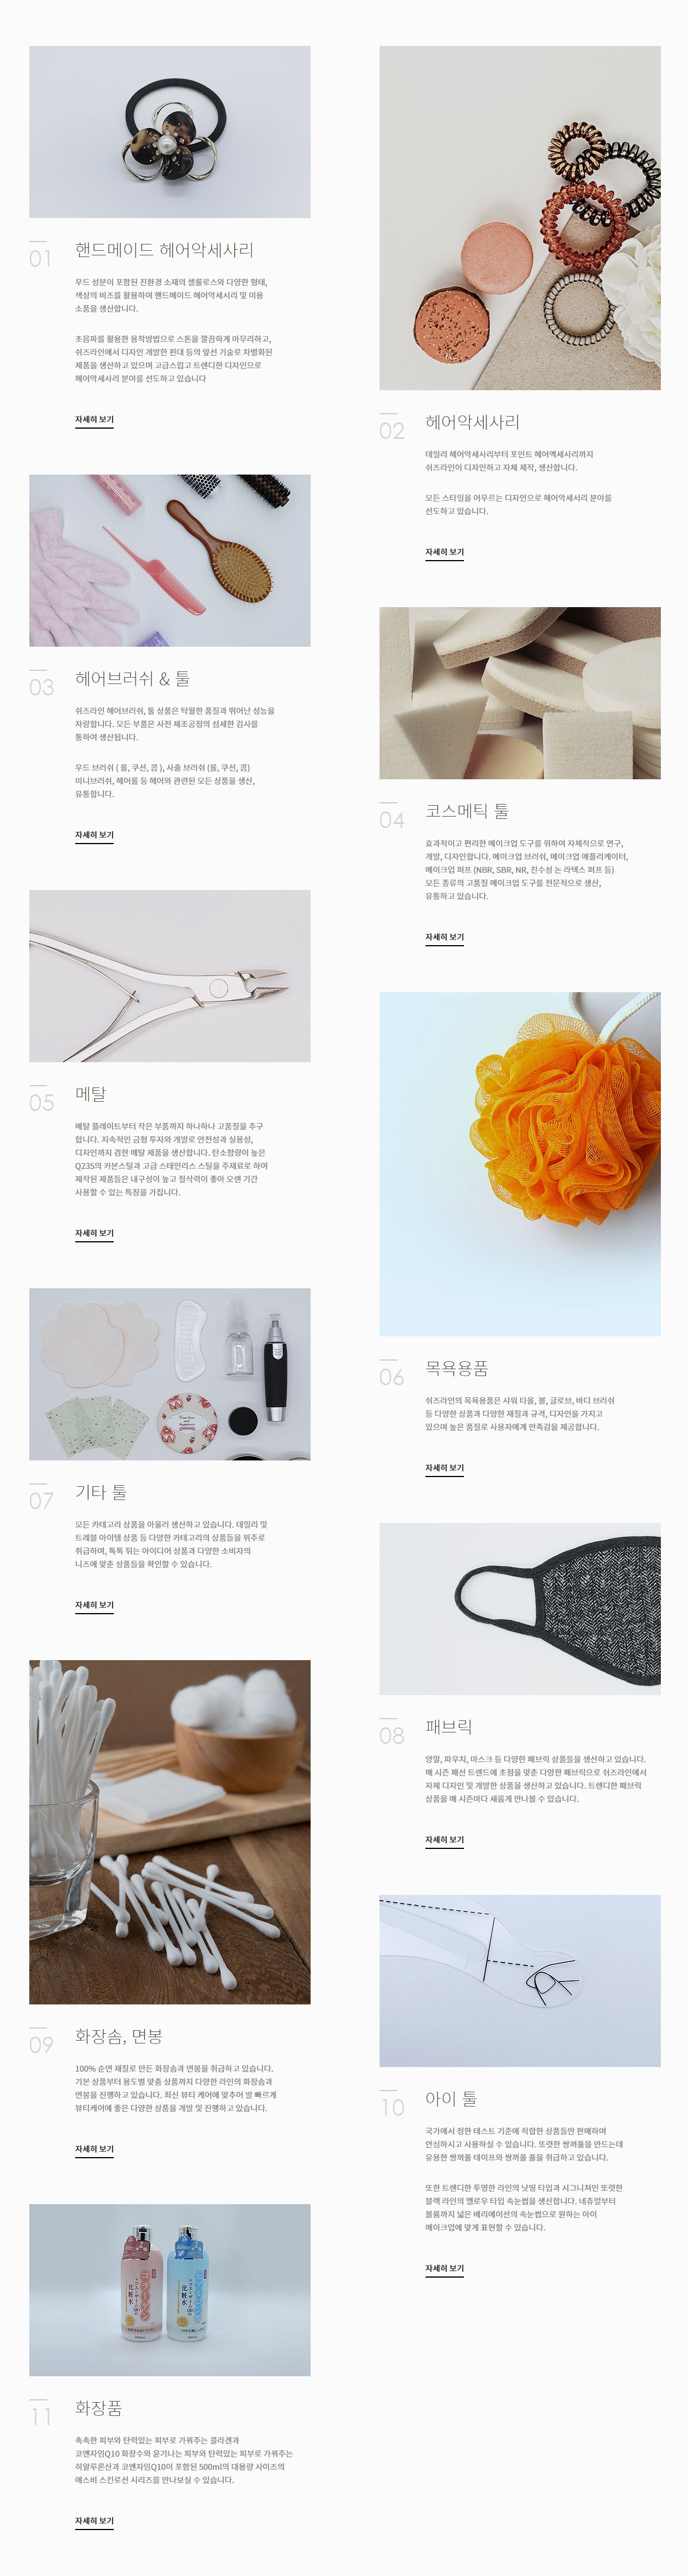 01
핸드메이드 헤어악세사리
우드 성분이 포함된 친환경 소재의 셀룰로스와 다양한 형태,
색상의 비즈를 활용하여 핸드메이드 헤어악세서리 및 미용
소품을 생산합니다.
초음파를 활용한 융착방법으로 스톤을 깔끔하게 마무리하고,
쉬즈라인에서 디자인 개발한 핀대 등의 앞선 기술로 차별화된
제품을 생산하고 있으며 고급스럽고 트렌디한 디자인으로
헤어악세서리 분야를 선도하고 있습니다
자세히 보기
02
헤어악세사리
데일리 헤어악세사리부터 포인트 헤어액세사리까지
쉬즈라인이 디자인하고 자체 제작, 생산합니다.
모든 스타일을 어우르는 디자인으로 헤어악세서리 분야를
선도하고 있습니다.
자세히 보기
03
헤어브러쉬 & 툴
쉬즈라인 헤어브러쉬, 툴 상품은 탁월한 품질과 뛰어난 성능을
자랑합니다. 모든 부품은 사전 제조공정의 섬세한 검사를
통하여 생산됩니다.
우드 브러쉬 ( 롤, 쿠션, 콤 ), 사출 브러쉬 (롤, 쿠션, 콤)
미니브러쉬, 헤어롤 등 헤어와 관련된 모든 상품을 생산,
유통합니다.
자세히 보기
04
코스메틱 툴
효과적이고 편리한 메이크업 도구를 위하여 자체적으로 연구,
개발, 디자인합니다. 메이크업 브러쉬, 메이크업 애플리케이터,
메이크업 퍼프 (NBR, SBR, NR, 친수성 논 라텍스 퍼프 등)
모든 종류의 고품질 메이크업 도구를 전문적으로 생산,
유통하고 있습니다.
자세히 보기
05
메탈
메탈 플레이트부터 작은 부품까지 하나하나 고품질을 추구
합니다. 지속적인 금형 투자와 개발로 안전성과 실용성,
디자인까지 겸한 메탈 제품을 생산합니다. 탄소함량이 높은
Q235의 카본스틸과 고급 스테인리스 스틸을 주재료로 하여
제작된 제품들은 내구성이 높고 절삭력이 좋아 오랜 기간
사용할 수 있는 특징을 가집니다.
자세히 보기
06
목욕용품
쉬즈라인의 목욕용품은 샤워 타올, 볼, 글로브, 바디 브러쉬
등 다양한 상품과 다양한 재질과 규격, 디자인을 가지고
있으며 높은 품질로 사용자에게 만족감을 제공합니다.
자세히 보기
07
기타 툴
모든 카테고리 상품을 아울러 생산하고 있습니다. 데일리 및
트레블 아이템 상품 등 다양한 카테고리의 상품들을 위주로
취급하며, 톡톡 튀는 아이디어 상품과 다양한 소비자의
니즈에 맞춘 상품들을 확인할 수 있습니다.
자세히 보기
08
패브릭
양말, 파우치, 마스크 등 다양한 패브릭 상품들을 생산하고 있습니다.
매 시즌 패션 트렌드에 초점을 맞춘 다양한 패브릭으로 쉬즈라인에서
자체 디자인 및 개발한 상품을 생산하고 있습니다. 트렌디한 패브릭
상품을 매 시즌마다 새롭게 만나볼 수 있습니다.
자세히 보기
09
화장솜, 면봉
100% 순면 재질로 만든 화장솜과 면봉을 취급하고 있습니다.
기본 상품부터 용도별 맞춤 상품까지 다양한 라인의 화장솜과
면봉을 진행하고 있습니다. 최신 뷰티 케어에 맞추어 발 빠르게
뷰티케어에 좋은 다양한 상품을 개발 및 진행하고 있습니다.
자세히 보기
10
아이 툴
국가에서 정한 테스트 기준에 적합한 상품들만 판매하며
안심하시고 사용하실 수 있습니다. 또렷한 쌍꺼풀을 만드는데
유용한 쌍꺼풀 테이프와 쌍꺼풀 풀을 취급하고 있습니다.
또한 트렌디한 투명한 라인의 낫띵 타입과 시그니처인 또렷한
블랙 라인의 멜로우 타입 속눈썹을 생산합니다. 네츄럴부터
볼륨까지 넓은 베리에이션의 속눈썹으로 원하는 아이
메이크업에 맞게 표현할 수 있습니다.
자세히 보기
11
화장품
촉촉한 피부와 탄력있는 피부로 가꿔주는 콜라겐과
코엔자임Q10 화장수와 윤기나는 피부와 탄력있는 피부로 가꿔주는
히알루론산과 코엔자임Q10이 포함된 500ml의 대용량 사이즈의
에스비 스킨로션 시리즈를 만나보실 수 있습니다.
자세히 보기